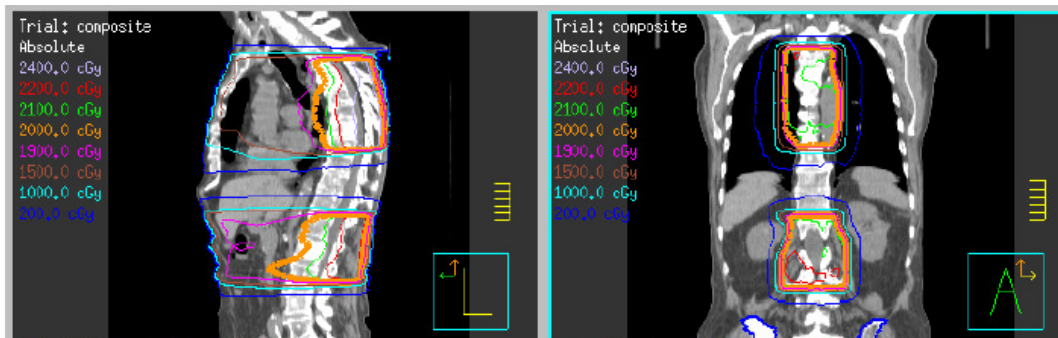 Trial: composite
Absolute
2400.0 cGy
2200.0 cGy
2100.0 cGy
2000.0 cGy
1900.0 cGy
1500.0 cGy
1000.0 cGy
200.0 cGy
L
Trial: composite
Absolute
2400.0 cGy
2200.0 cGy
2100.0 cGy
2000.0 cGy
1900.0 cGy
1500.0 cGy
1000.0 cGy
200.0 cGy
A